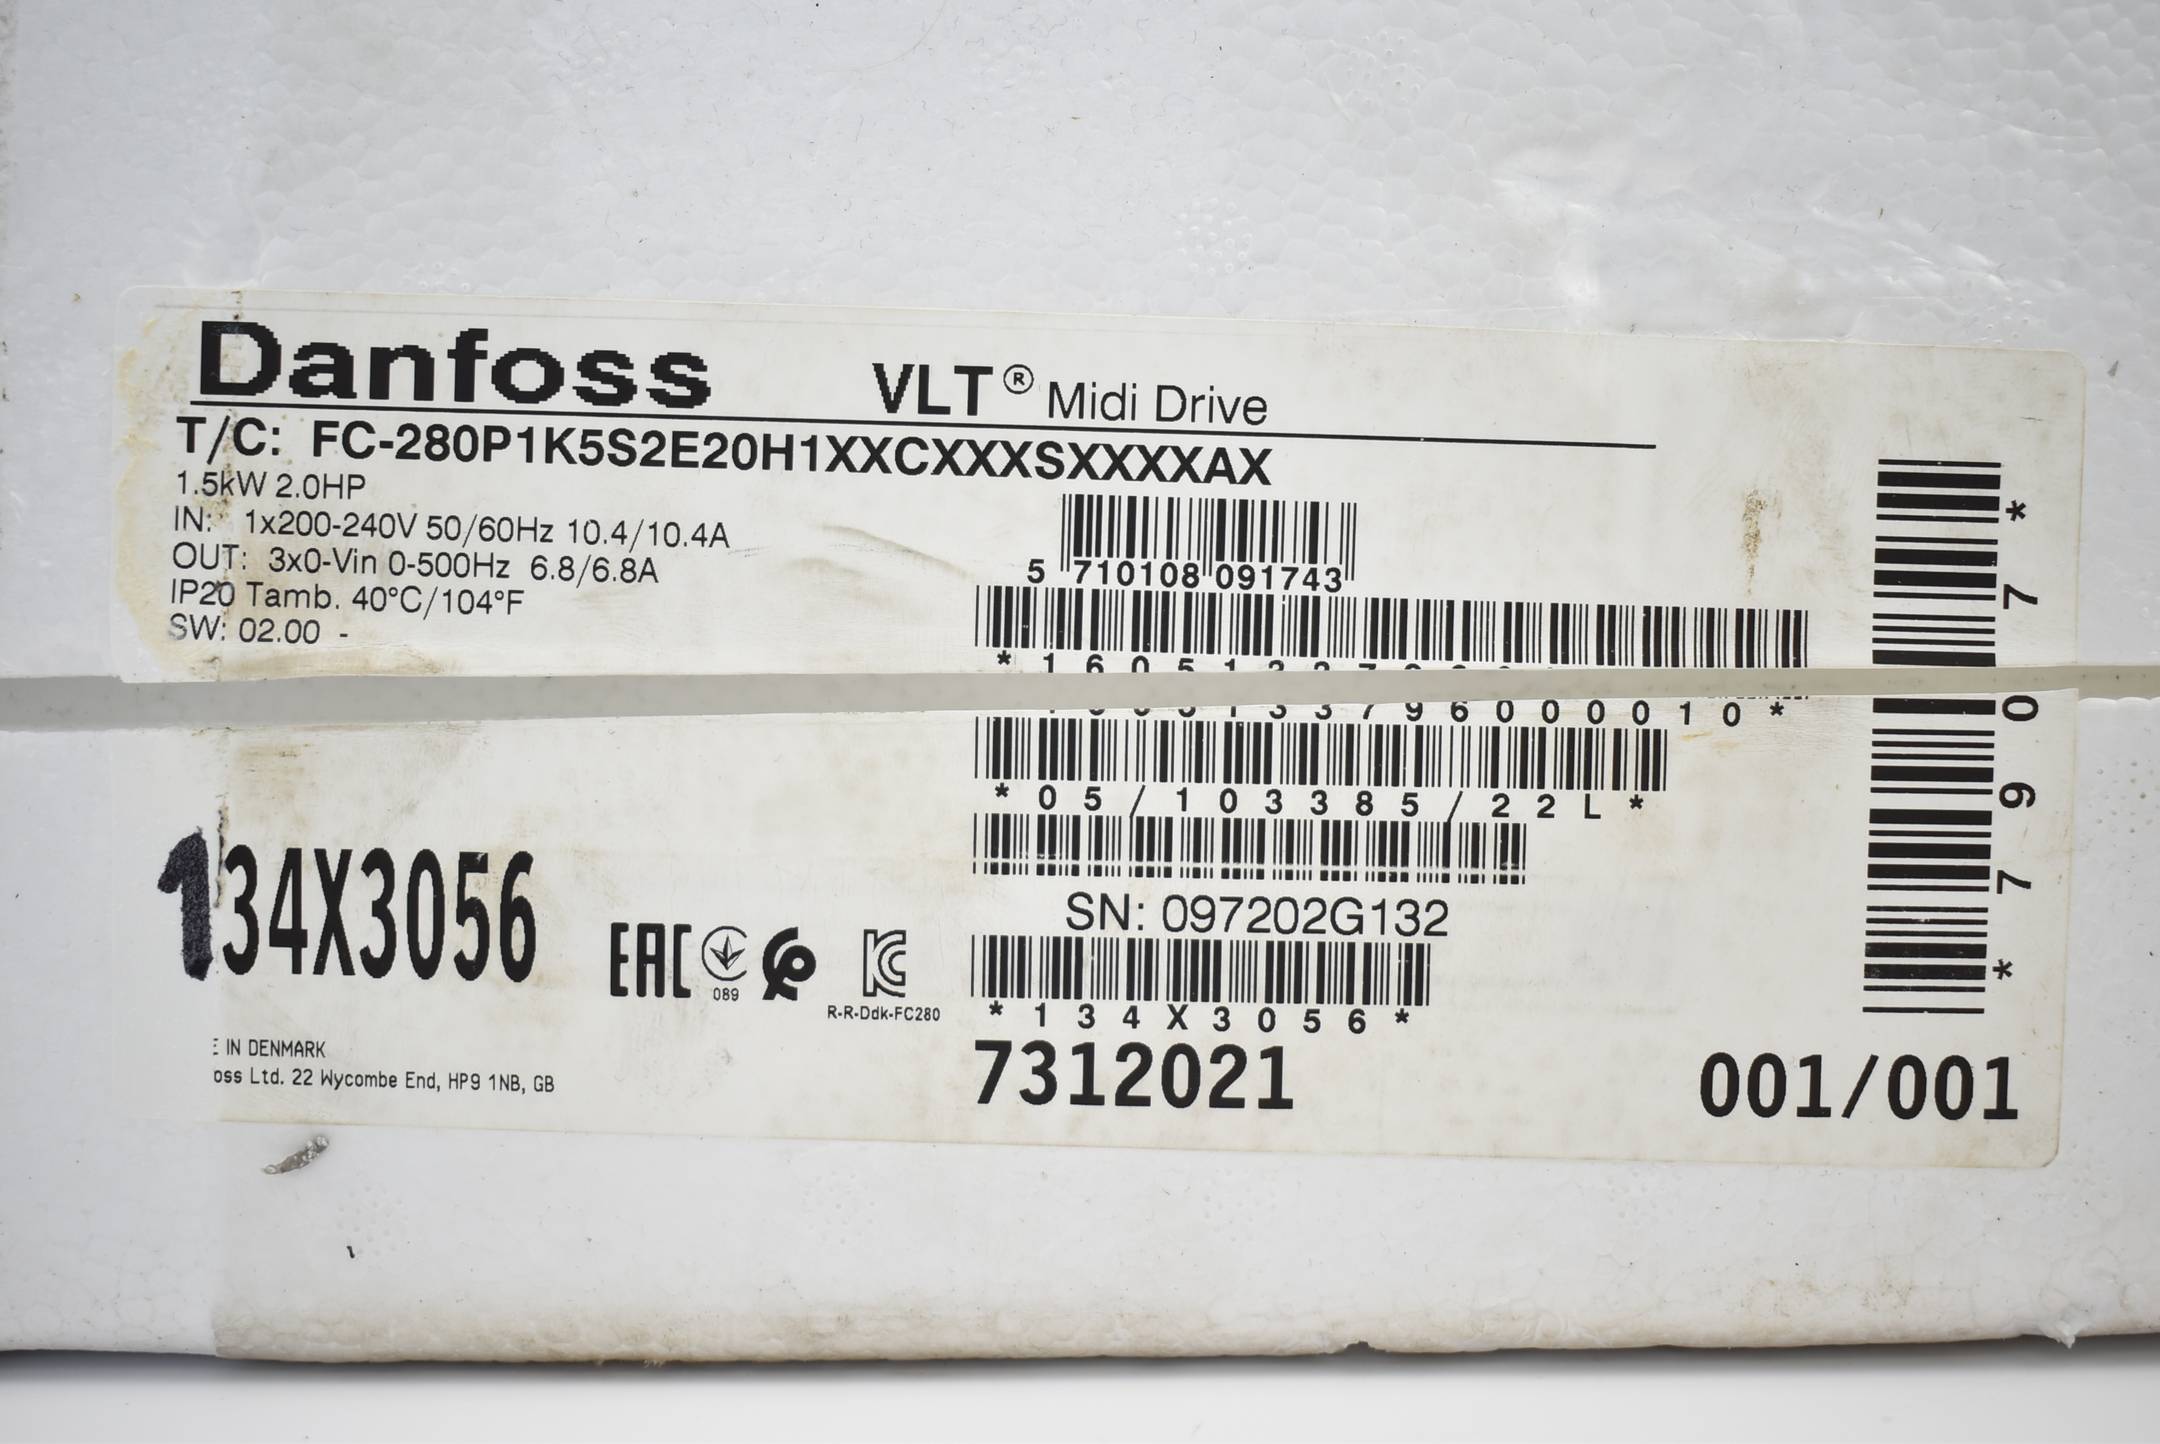 Danfoss VLT® Midi Drive
T/C: FC-280P1K5S2E20H1XXCXXXSXXXXAX
1.5kW 2.0HP
IN: 1x200-240V 50/60Hz 10.4/10.4A
OUT: 3x0-Vin 0-500Hz 6.8/6.8A
IP20 Tamb. 40°C/104°F
SW: 02.00 -
5 710108 091743
*05/103385/22L*
SN: 097202G132
134X3056
EAC
089
R-R-Ddk-FC280
*134X3056*
IN DENMARK
oss Ltd. 22 Wycombe End, HP9 1NB, GB
7312021
001/001